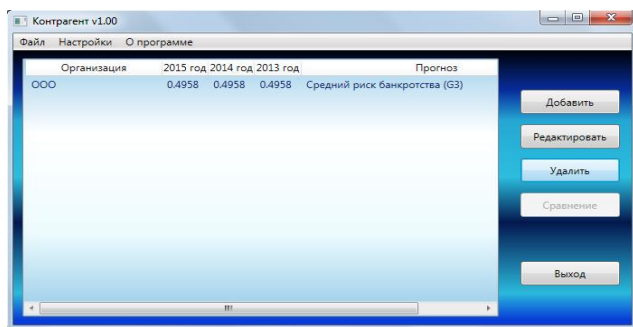 Контрагент v1.00
Файл Настройки О программе
Организация 2015 год 2014 год 2013 год Прогноз
ООО 0.4958 0.4958 0.4958 Средний риск банкротства (G3)
Добавить
Редактировать
Удалить
Сравнение
Выход